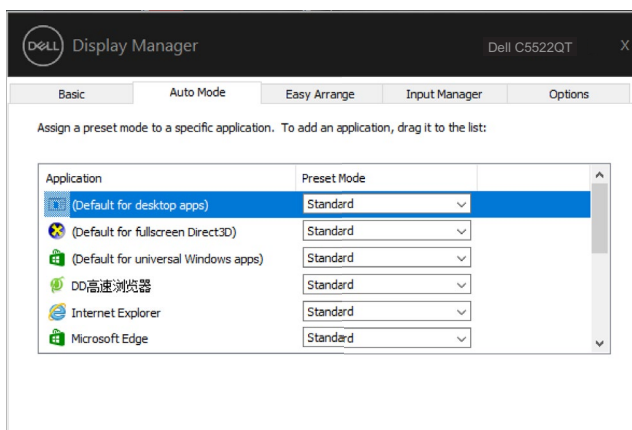 DELL Display Manager Dell C5522QT X
Basic Auto Mode Easy Arrange Input Manager Options
Assign a preset mode to a specific application. To add an application, drag it to the list:
Application Preset Mode
(Default for desktop apps) Standard
(Default for fullscreen Direct3D) Standard
(Default for universal Windows apps) Standard
DD高速浏览器 Standard
Internet Explorer Standard
Microsoft Edge Standard